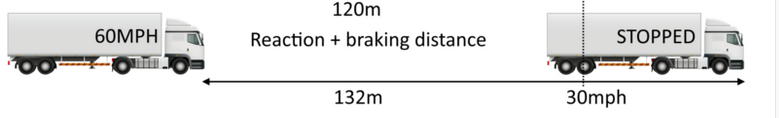 120m
60MPH
Reaction + braking distance
STOPPED
132m
30mph